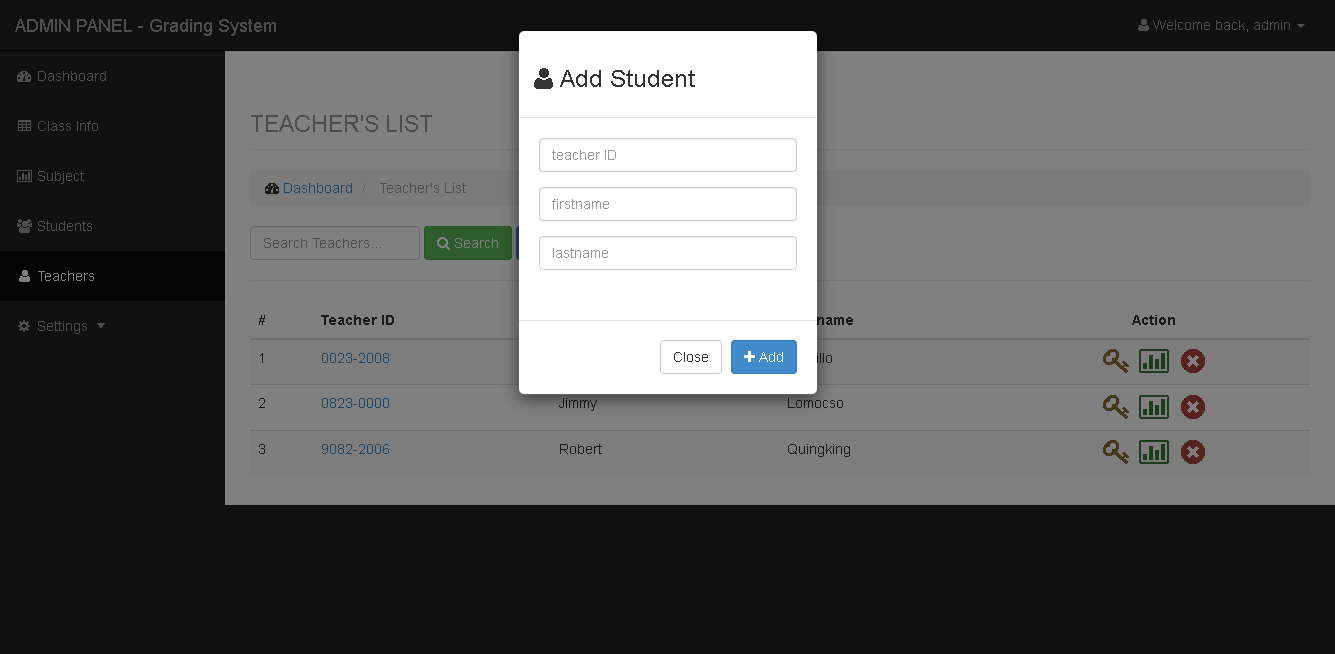 ADMIN PANEL - Grading System
Welcome back, admin
Dashboard
Class Info
Subject
Students
Teachers
Settings
TEACHER'S LIST
Dashboard / Teacher's List
Search Teachers...
Search
Add Student
teacher ID
firstname
lastname
Close
Add
# Teacher ID name Action
1 0023-2008 illo
2 0823-0000 Jimmy Lomocso
3 9082-2006 Robert Quingking